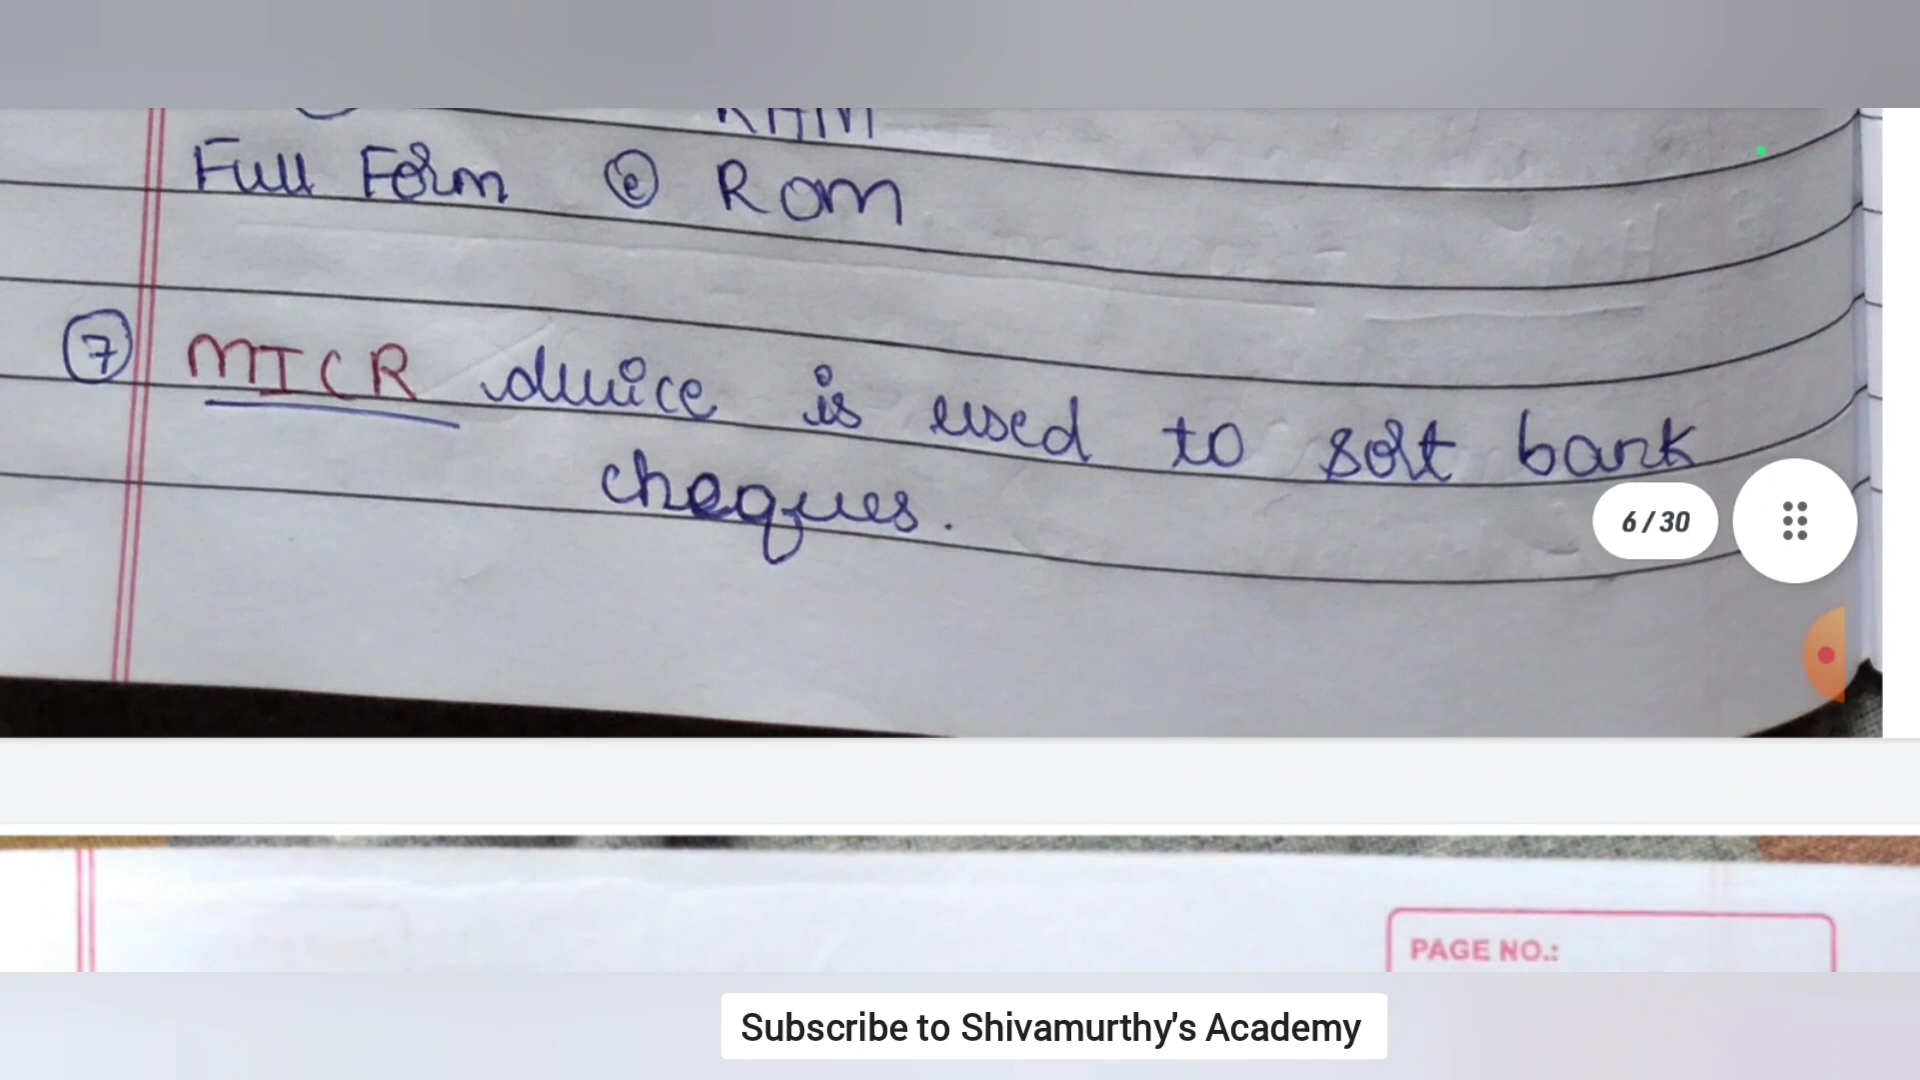 RAM
Full Form ⓔ Rom
⑦ MICR device is used to sort bank
cheques.
6 / 30
PAGE NO.:
Subscribe to Shivamurthy's Academy